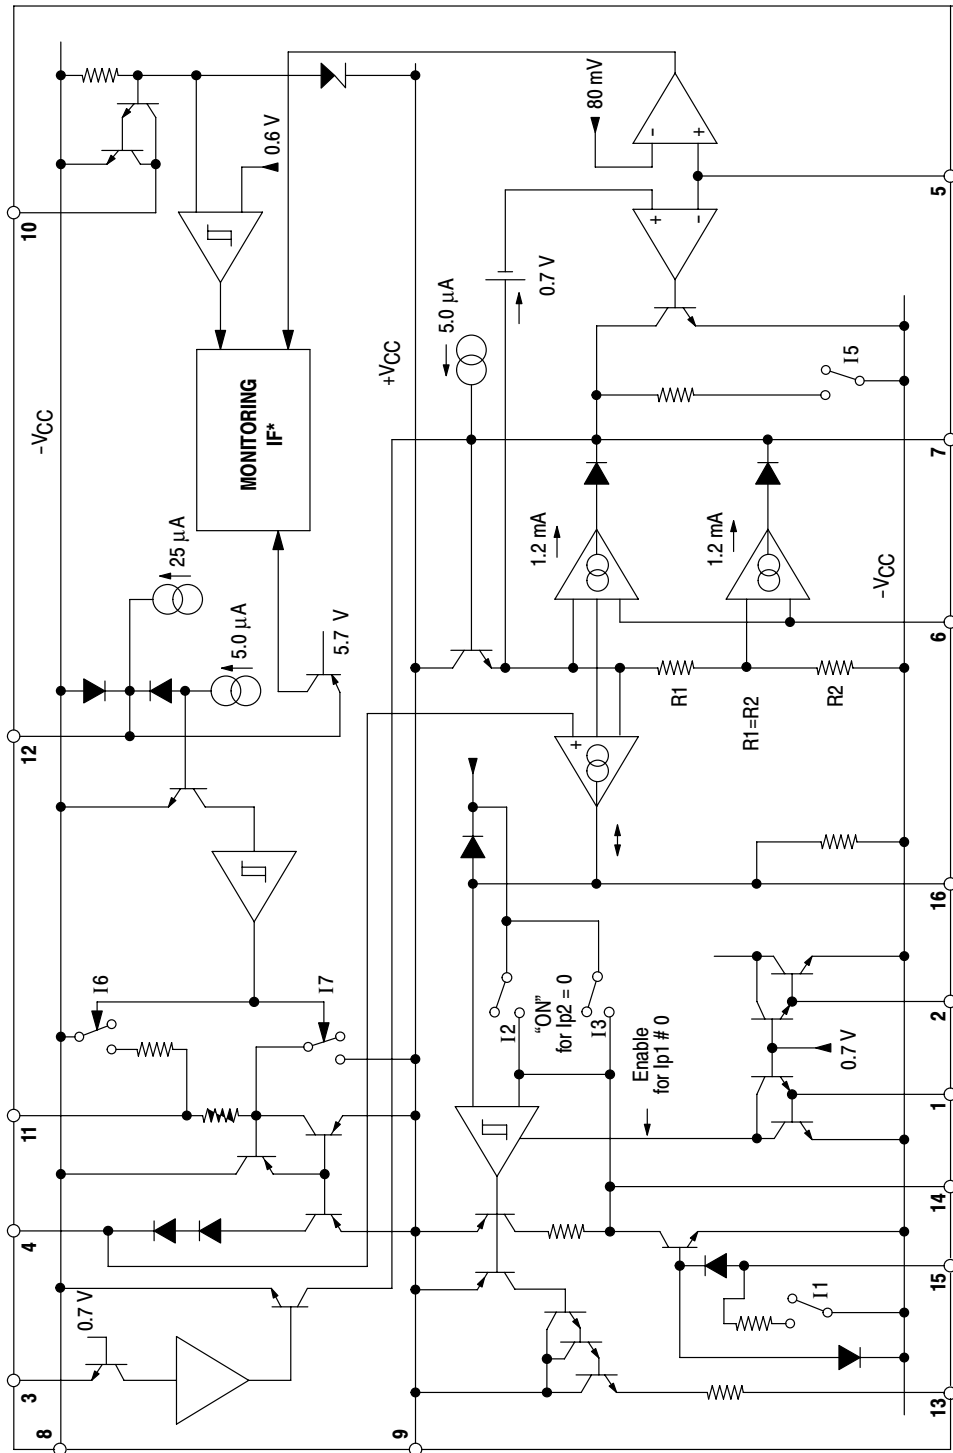 10
0.6 V
-VCC
MONITORING
IF*
25 µA
5.0 µA
5.7 V
12
I6
I7
11
4
0.7 V
3
8
9
80 mV
5
0.7 V
5.0 µA
+VCC
I5
7
1.2 mA
1.2 mA
-VCC
6
R1
R1=R2
R2
+
-
+
+
-
16
I2
"ON"
for Ip2 = 0
I3
Enable
for Ip1 # 0
2
0.7 V
1
14
15
I1
13